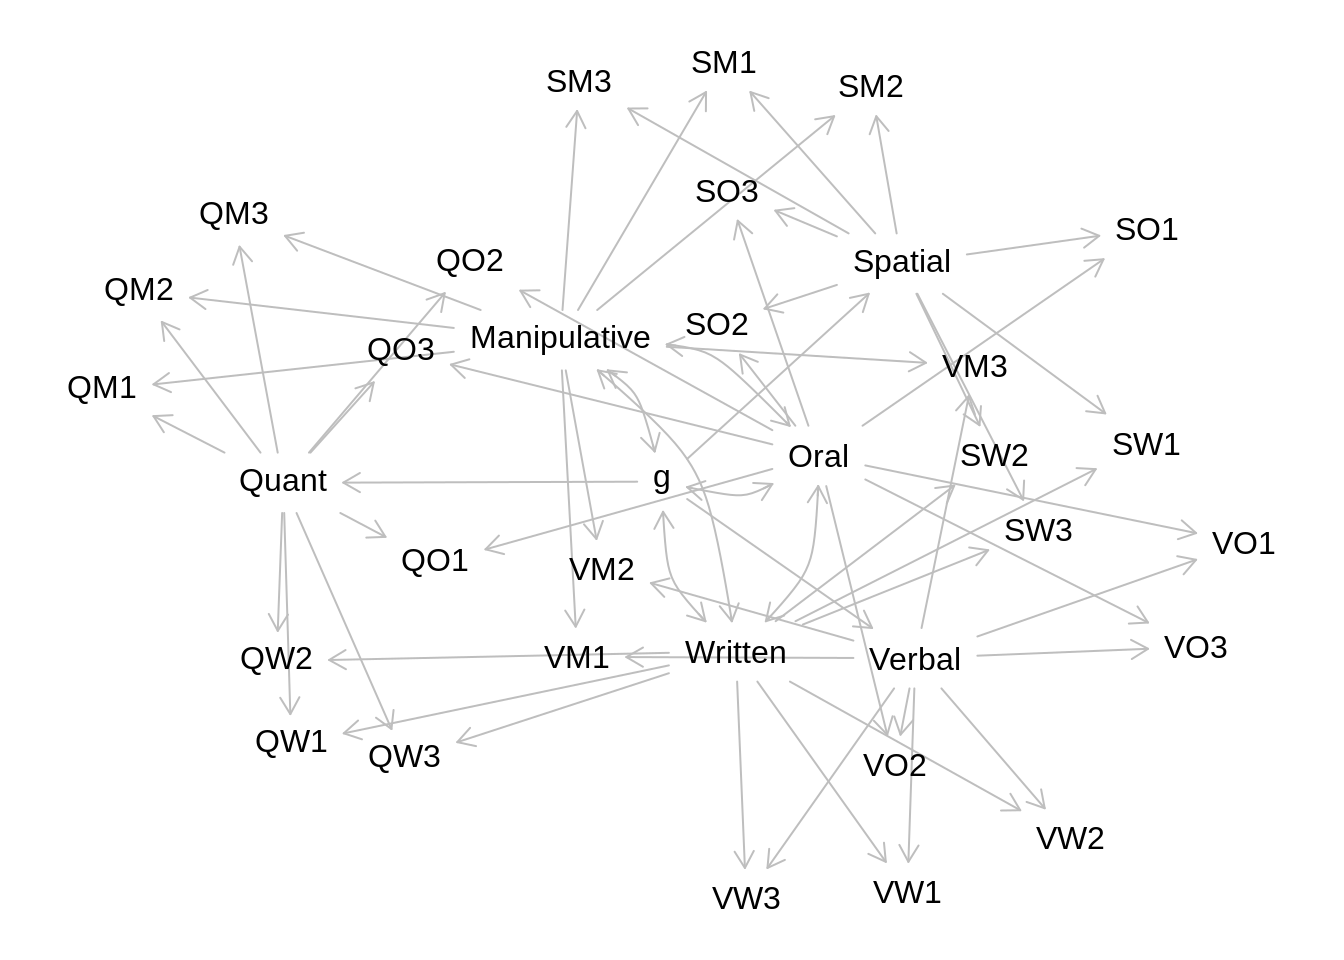 SM1
SM3
SM2
SO3
QM3
SO1
QO2
Spatial
QM2
SO2
Manipulative
QO3
VM3
QM1
SW1
Oral
SW2
g
Quant
SW3
VO1
QO1
VM2
VO3
Written
QW2
VM1
Verbal
QW1
QW3
VO2
VW2
VW1
VW3